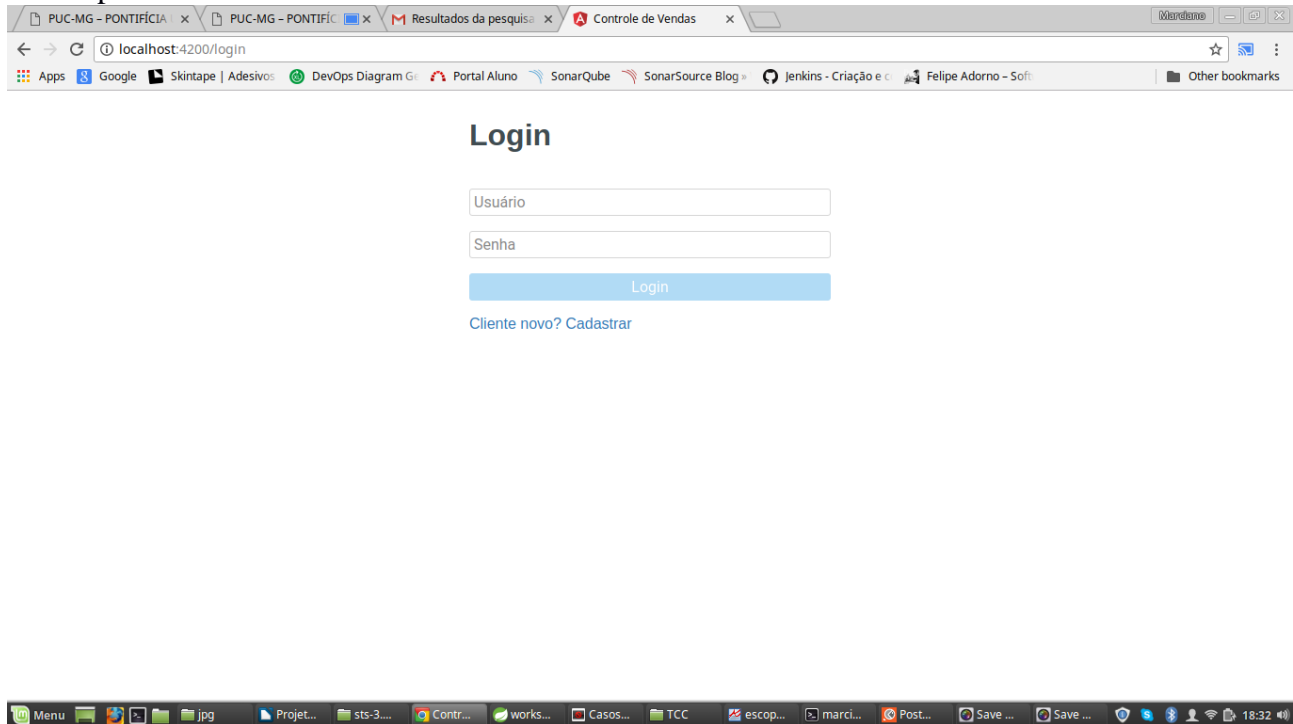 PUC-MG – PONTIFÍCIA PUC-MG – PONTIFÍC Resultados da pesquisa Controle de Vendas
localhost:4200/login
Apps Google Skintape | Adesivos DevOps Diagram Ge Portal Aluno SonarQube SonarSource Blog » Jenkins - Criação e c Felipe Adorno – Soft Other bookmarks
Login
Usuário
Senha
Login
Cliente novo? Cadastrar
Menu jpg Projet... sts-3.... Contr... works... Casos... TCC escop... marci... Post... Save ... Save ... 18:32